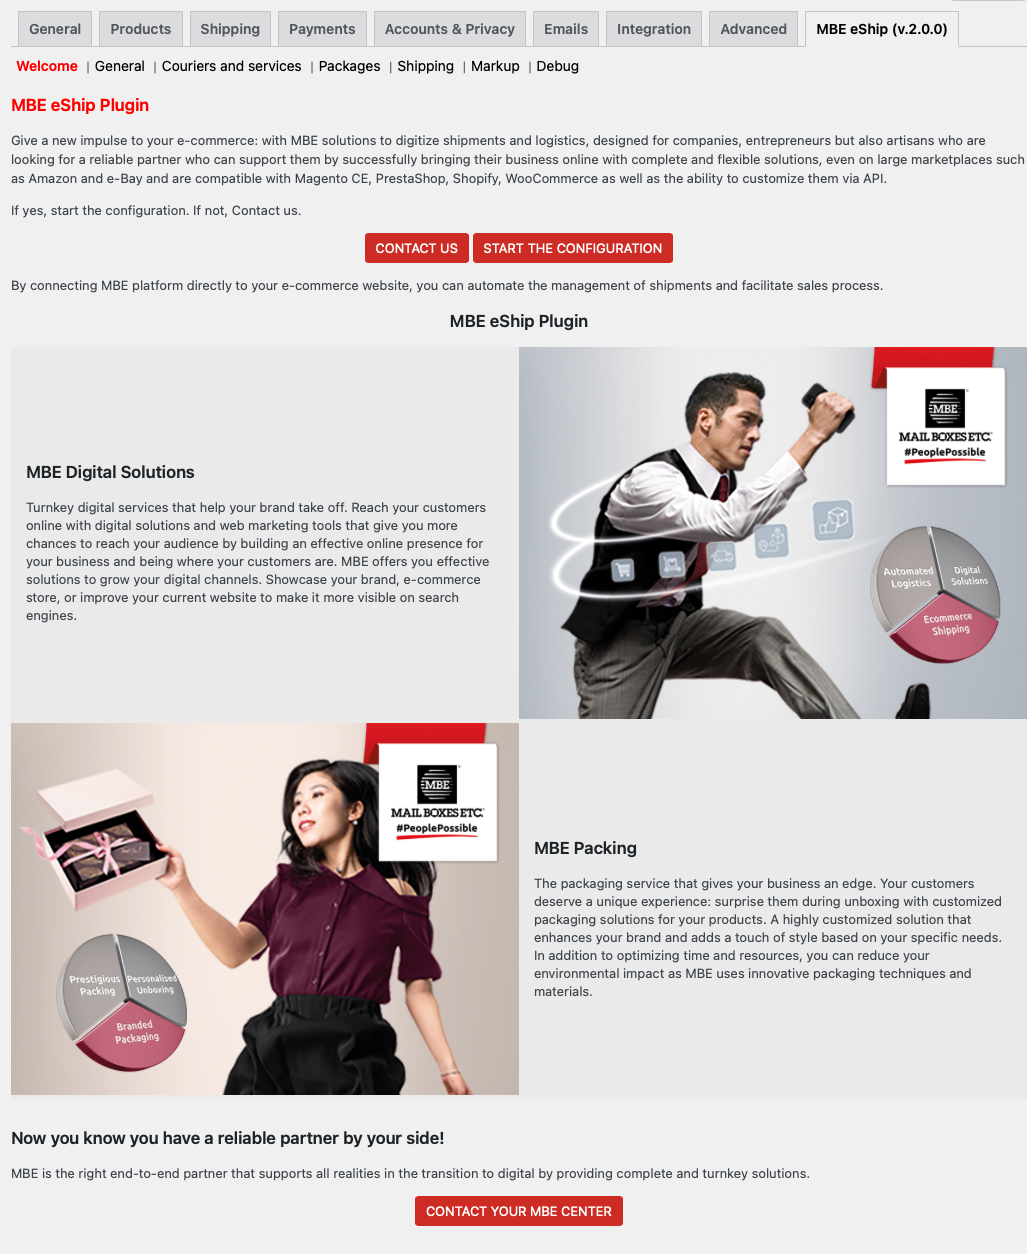 General Products Shipping Payments Accounts & Privacy Emails Integration Advanced MBE eShip (v.2.0.0)
Welcome | General | Couriers and services | Packages | Shipping | Markup | Debug
MBE eShip Plugin
Give a new impulse to your e-commerce: with MBE solutions to digitize shipments and logistics, designed for companies, entrepreneurs but also artisans who are
looking for a reliable partner who can support them by successfully bringing their business online with complete and flexible solutions, even on large marketplaces such
as Amazon and e-Bay and are compatible with Magento CE, PrestaShop, Shopify, WooCommerce as well as the ability to customize them via API.
If yes, start the configuration. If not, Contact us.
CONTACT US START THE CONFIGURATION
By connecting MBE platform directly to your e-commerce website, you can automate the management of shipments and facilitate sales process.
MBE eShip Plugin
MBE Digital Solutions
Turnkey digital services that help your brand take off. Reach your customers
online with digital solutions and web marketing tools that give you more
chances to reach your audience by building an effective online presence for
your business and being where your customers are. MBE offers you effective
solutions to grow your digital channels. Showcase your brand, e-commerce
store, or improve your current website to make it more visible on search
engines.
MBE
MAIL BOXES ETC.
#PeoplePossible
Automated
Logistics
Digital
Solutions
Ecommerce
Shipping
MBE
MAIL BOXES ETC.
#PeoplePossible
Prestigious
Packing
Personalised
Unboxing
Branded
Packaging
MBE Packing
The packaging service that gives your business an edge. Your customers
deserve a unique experience: surprise them during unboxing with customized
packaging solutions for your products. A highly customized solution that
enhances your brand and adds a touch of style based on your specific needs.
In addition to optimizing time and resources, you can reduce your
environmental impact as MBE uses innovative packaging techniques and
materials.
Now you know you have a reliable partner by your side!
MBE is the right end-to-end partner that supports all realities in the transition to digital by providing complete and turnkey solutions.
CONTACT YOUR MBE CENTER